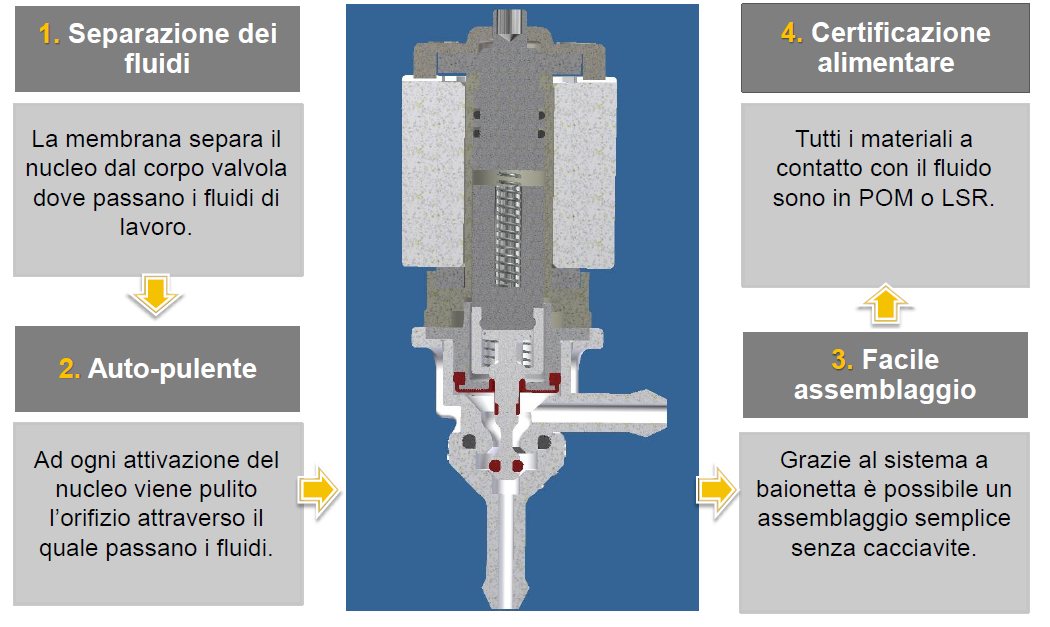 1. Separazione dei
fluidi
La membrana separa il
nucleo dal corpo valvola
dove passano i fluidi di
lavoro.
2. Auto-pulente
Ad ogni attivazione del
nucleo viene pulito
l’orifizio attraverso il
quale passano i fluidi.
3. Facile
assemblaggio
Grazie al sistema a
baionetta è possibile un
assemblaggio semplice
senza cacciavite.
4. Certificazione
alimentare
Tutti i materiali a
contatto con il fluido
sono in POM o LSR.